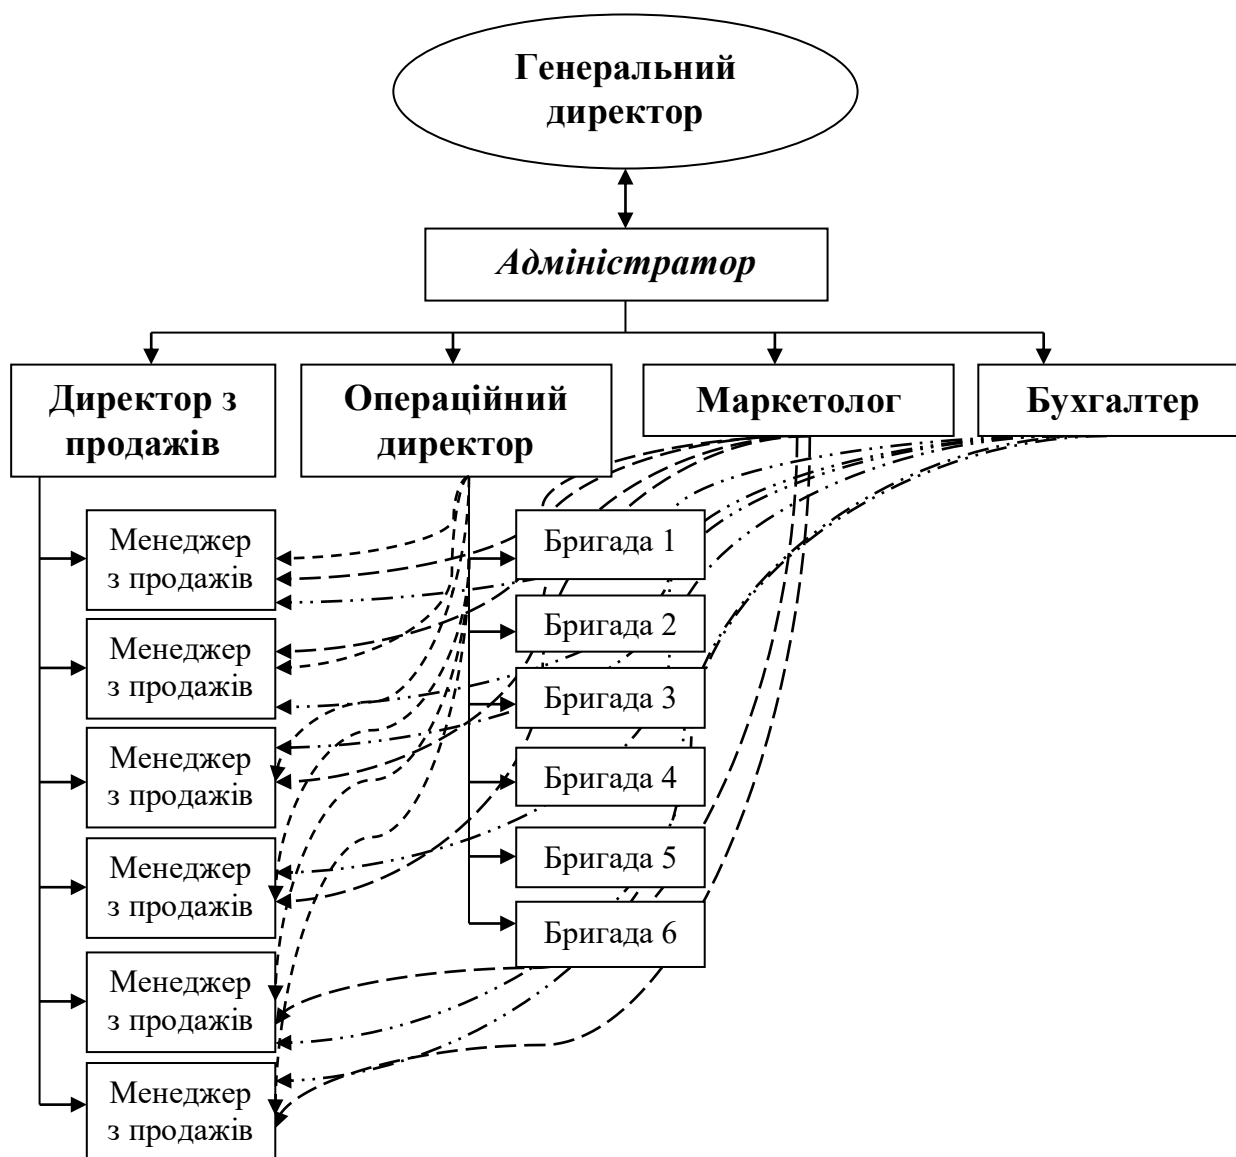 Генеральний
директор
Адміністратор
Директор з
продажів
Операційний
директор
Маркетолог
Бухгалтер
Менеджер
з продажів
Менеджер
з продажів
Менеджер
з продажів
Менеджер
з продажів
Менеджер
з продажів
Менеджер
з продажів
Бригада 1
Бригада 2
Бригада 3
Бригада 4
Бригада 5
Бригада 6